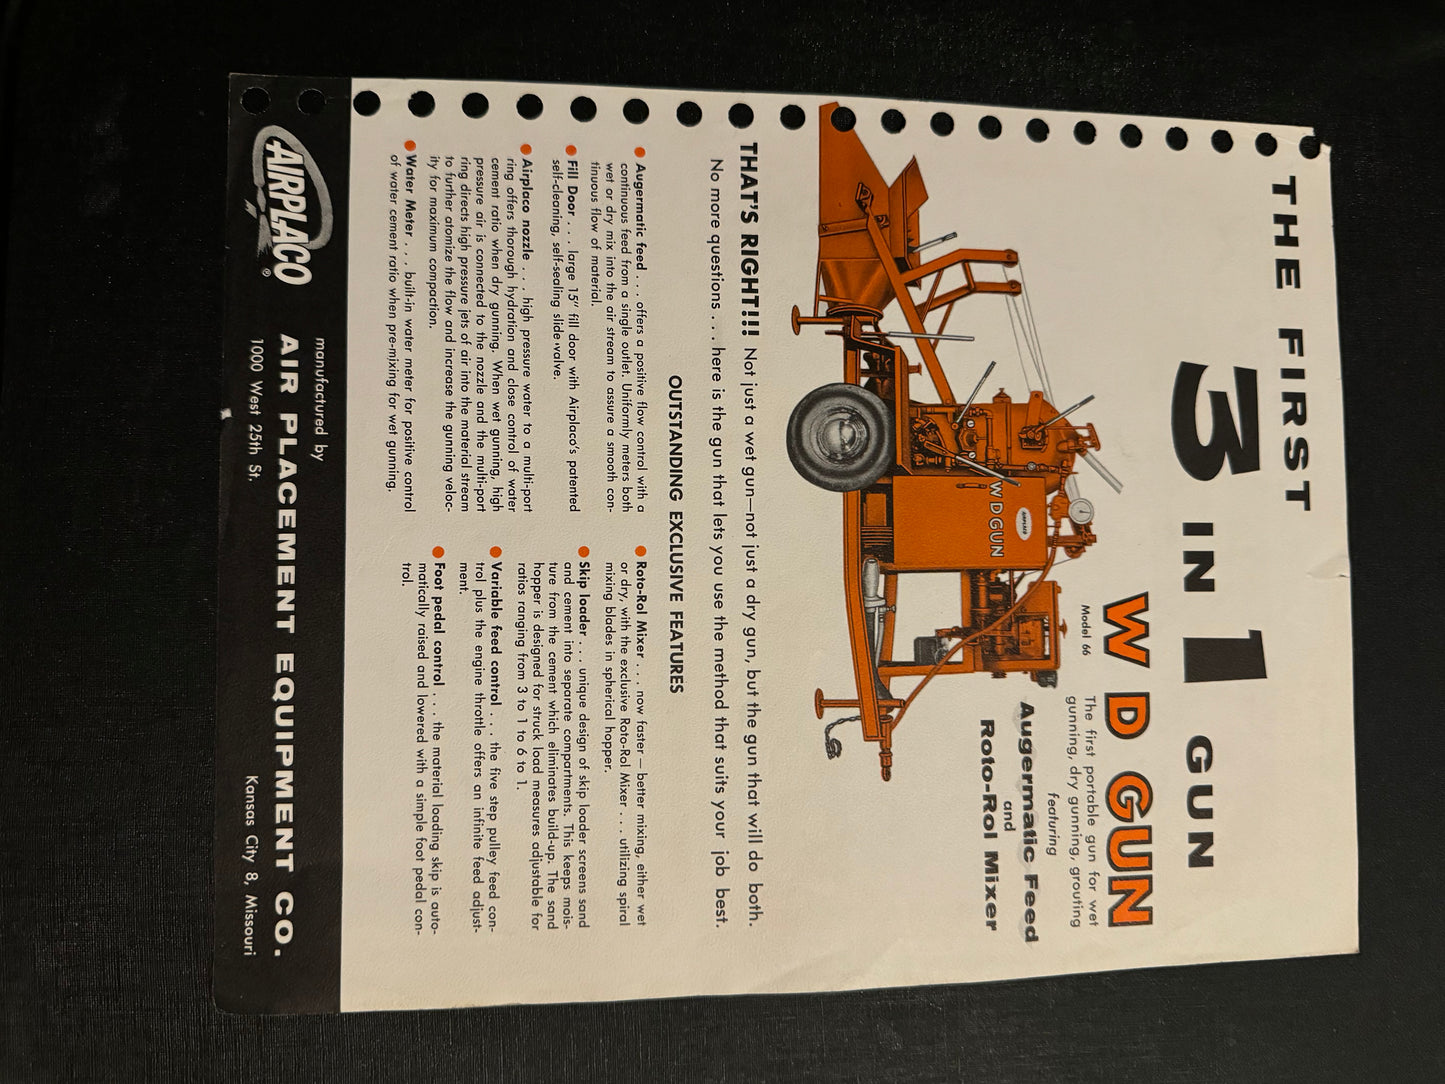 THE FIRST
3 IN 1 GUN
W D GUN
Model 66
The first portable gun for wet
gunning, dry gunning, grouting
featuring
Augermatic Feed
and
Roto-Rol Mixer
AIRPLACO
W D GUN
THAT'S RIGHT!!! Not just a wet gun—not just a dry gun, but the gun that will do both.
No more questions . . . here is the gun that lets you use the method that suits your job best.
OUTSTANDING EXCLUSIVE FEATURES
● Augermatic feed . . . offers a positive flow control with a
continuous feed from a single outlet. Uniformly meters both
wet or dry mix into the air stream to assure a smooth con-
tinuous flow of material.
● Fill Door . . . large 15" fill door with Airplaco's patented
self-cleaning, self-sealing slide valve.
● Airplaco nozzle . . . high pressure water to a multi-port
ring offers thorough hydration and close control of water
cement ratio when dry gunning. When wet gunning, high
pressure air is connected to the nozzle and the multi-port
ring directs high pressure jets of air into the material stream
to further atomize the flow and increase the gunning veloc-
ity for maximum compaction.
● Water Meter . . . built-in water meter for positive control
of water cement ratio when pre-mixing for wet gunning.
● Roto-Rol Mixer . . . now faster — better mixing, either wet
or dry, with the exclusive Roto-Rol Mixer . . . utilizing spiral
mixing blades in spherical hopper.
● Skip loader . . . unique design of skip loader screens sand
and cement into separate compartments. This keeps mois-
ture from the cement which eliminates build-up. The sand
hopper is designed for struck load measures adjustable for
ratios ranging from 3 to 1 to 6 to 1.
● Variable feed control . . . the five step pulley feed con-
trol plus the engine throttle offers an infinite feed adjust-
ment.
● Foot pedal control . . . the material loading skip is auto-
matically raised and lowered with a simple foot pedal con-
trol.
AIRPLACO ®
manufactured by
AIR PLACEMENT EQUIPMENT CO.
1000 West 25th St. Kansas City 8, Missouri